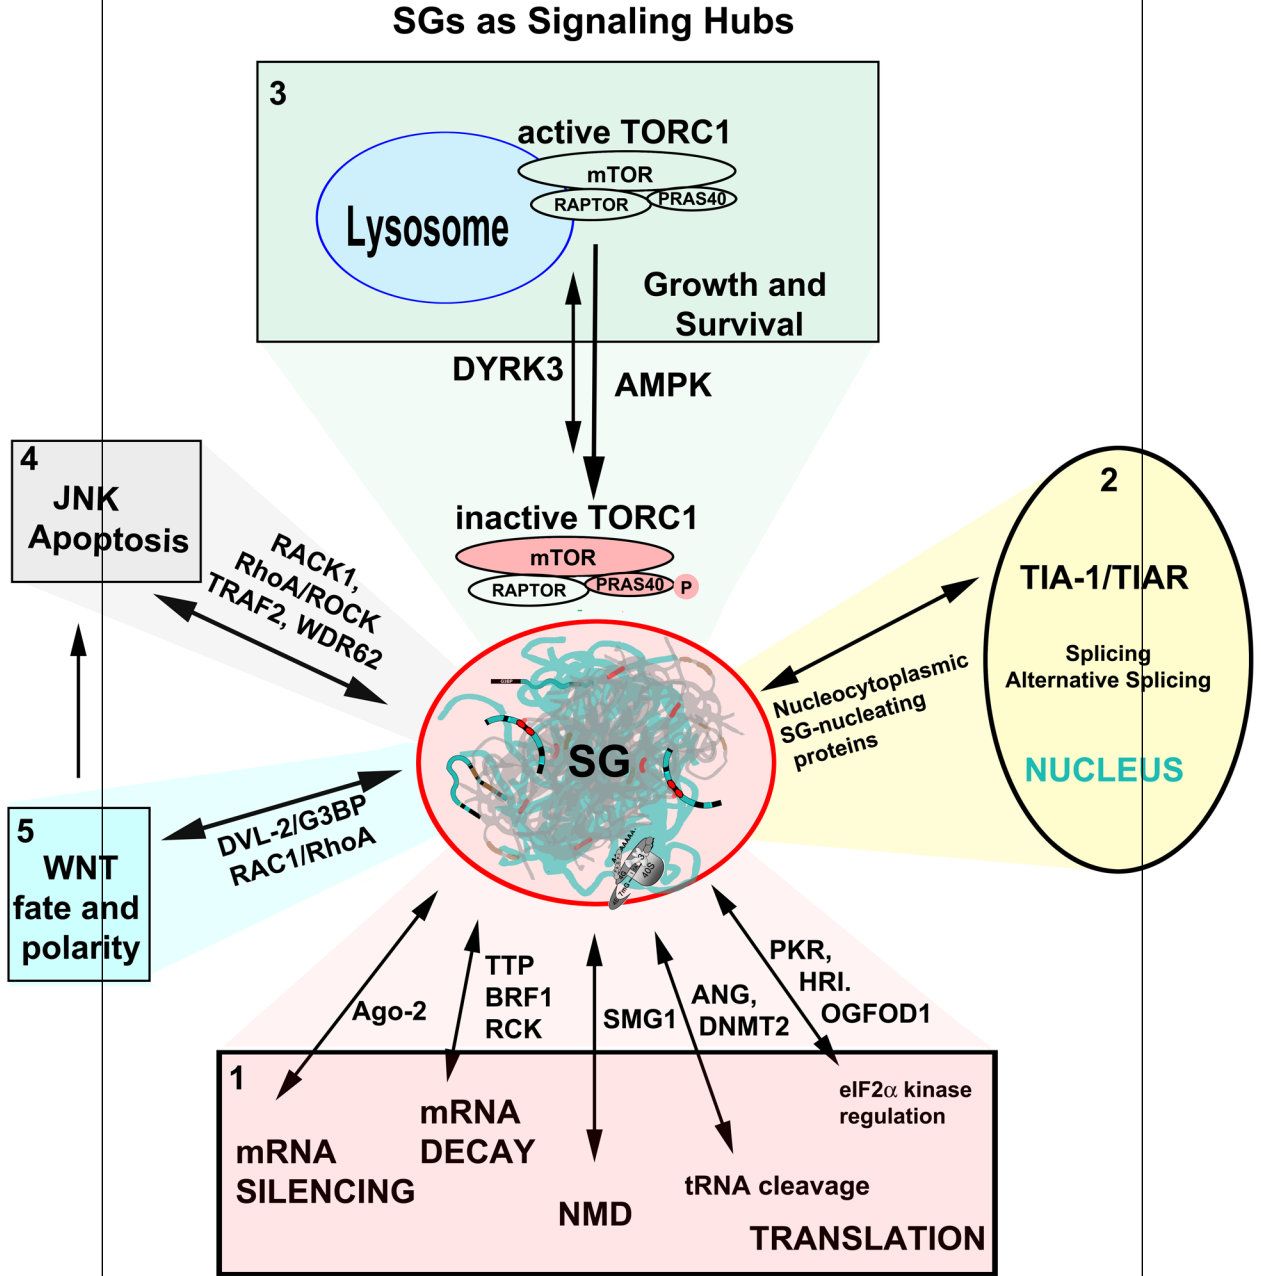 SGs as Signaling Hubs
3
active TORC1
mTOR
RAPTOR
PRAS40
Lysosome
Growth and
Survival
DYRK3
AMPK
inactive TORC1
mTOR
RAPTOR
PRAS40
P
4
JNK
Apoptosis
RACK1,
RhoA/ROCK
TRAF2, WDR62
2
TIA-1/TIAR
Splicing
Alternative Splicing
NUCLEUS
Nucleocytoplasmic
SG-nucleating
proteins
G3BP
SG
40S
5
WNT
fate and
polarity
DVL-2/G3BP
RAC1/RhoA
Ago-2
TTP
BRF1
RCK
SMG1
ANG,
DNMT2
PKR,
HRI.
OGFOD1
1
mRNA
SILENCING
mRNA
DECAY
NMD
tRNA cleavage
eIF2α kinase
regulation
TRANSLATION